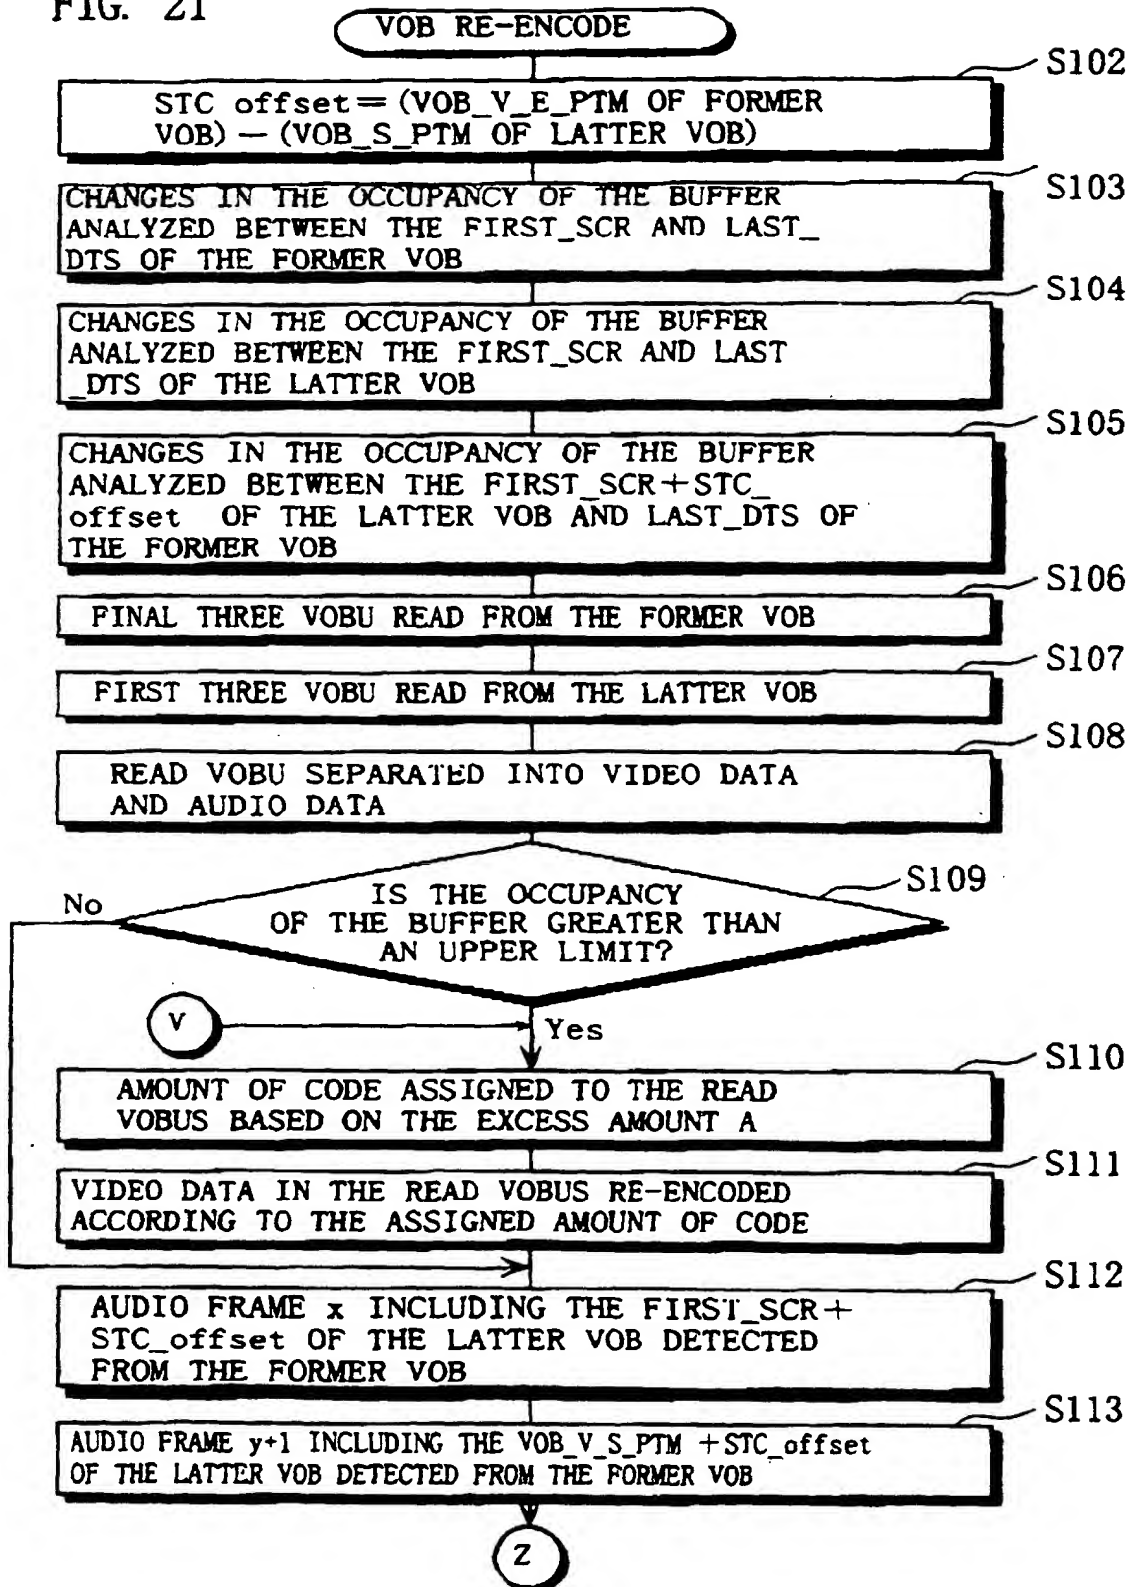 FIG. 21
VOB RE-ENCODE
S102
STC offset=(VOB_V_E_PTM OF FORMER
VOB)-(VOB_S_PTM OF LATTER VOB)
S103
CHANGES IN THE OCCUPANCY OF THE BUFFER
ANALYZED BETWEEN THE FIRST_SCR AND LAST_
DTS OF THE FORMER VOB
S104
CHANGES IN THE OCCUPANCY OF THE BUFFER
ANALYZED BETWEEN THE FIRST_SCR AND LAST
_DTS OF THE LATTER VOB
S105
CHANGES IN THE OCCUPANCY OF THE BUFFER
ANALYZED BETWEEN THE FIRST_SCR+STC_
offset OF THE LATTER VOB AND LAST_DTS OF
THE FORMER VOB
S106
FINAL THREE VOBU READ FROM THE FORMER VOB
S107
FIRST THREE VOBU READ FROM THE LATTER VOB
S108
READ VOBU SEPARATED INTO VIDEO DATA
AND AUDIO DATA
S109
No
IS THE OCCUPANCY
OF THE BUFFER GREATER THAN
AN UPPER LIMIT?
V
Yes
S110
AMOUNT OF CODE ASSIGNED TO THE READ
VOBUS BASED ON THE EXCESS AMOUNT A
S111
VIDEO DATA IN THE READ VOBUS RE-ENCODED
ACCORDING TO THE ASSIGNED AMOUNT OF CODE
S112
AUDIO FRAME x INCLUDING THE FIRST_SCR+
STC_offset OF THE LATTER VOB DETECTED
FROM THE FORMER VOB
S113
AUDIO FRAME y+1 INCLUDING THE VOB_V_S_PTM +STC_offset
OF THE LATTER VOB DETECTED FROM THE FORMER VOB
Z